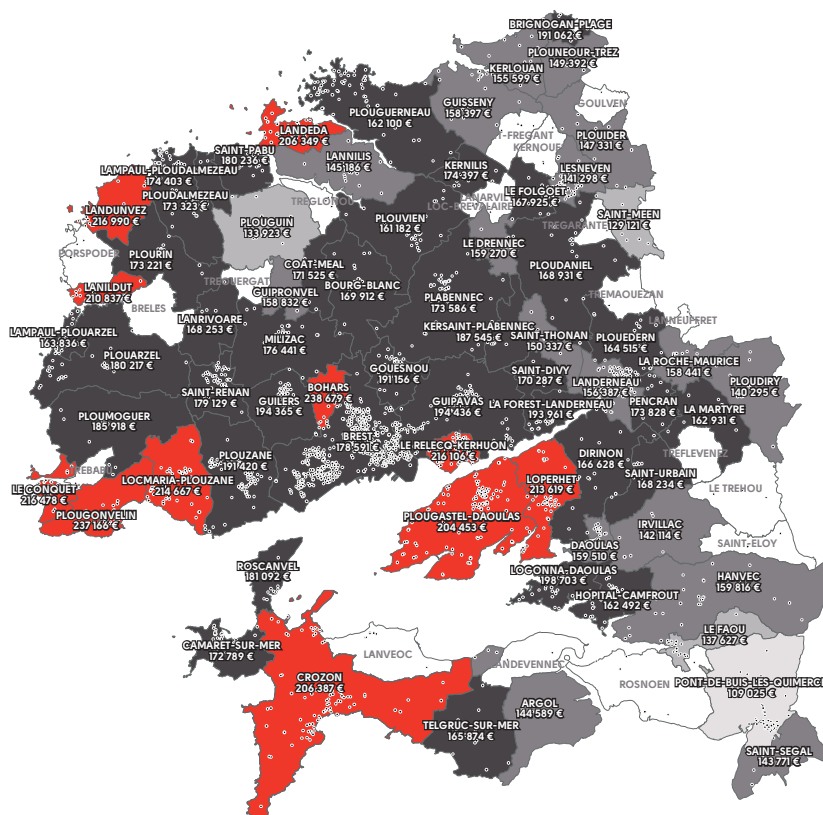 BRIGNOGAN-PLAGE
191 062 €
PLOUNEOUR-TREZ
149 392 €
KERLOUAN
155 599 €
GUISSENY
158 397 €
GOULVEN
PLOUGUERNEAU
162 100 €
LANDEDA
206 349 €
PLOUIDER
147 331 €
T-FREGANT
KERNOUE
SAINT-PABU
180 236 €
LANNILIS
145 186 €
KERNILIS
174 397 €
LESNEVEN
141 298 €
LAMPAUL-PLOUDALMEZEAU
174 403 €
PLOUDALMEZEAU
173 323 €
LE FOLGOET
167 925 €
LANARVIL
LOC-BREVALAIRE
TREGLONOU
LANDUNVEZ
216 990 €
PLOUGUIN
133 923 €
PLOUVIEN
161 182 €
SAINT-MEEN
129 121 €
TREGARANTE
LE DRENNEC
159 270 €
PORSPODER
PLOURIN
173 221 €
COAT-MEAL
171 525 €
PLOUDANIEL
168 931 €
TREOUERGAT
GUIPRONVEL
158 832 €
BOURG-BLANC
169 912 €
LANILDUT
210 837 €
BRELES
PLABENNEC
173 586 €
TREMAOUEZAN
LANRIVOARE
168 253 €
LANNEUFFRET
LAMPAUL-PLOUARZEL
163 836 €
MILIZAC
176 441 €
KERSAINT-PLABENNEC
187 545 €
SAINT-THONAN
150 337 €
PLOUEDERN
164 515 €
PLOUARZEL
180 217 €
LA ROCHE-MAURICE
158 441 €
GOUESNOU
191 156 €
SAINT-DIVY
170 287 €
LANDERNEAU
156 387 €
PLOUDIRY
140 295 €
SAINT-RENAN
179 129 €
GUILERS
194 365 €
BOHARS
238 679 €
GUIPAVAS
194 436 €
LA FOREST-LANDERNEAU
193 961 €
PENCRAN
173 828 €
LA MARTYRE
162 931 €
PLOUMOGUER
185 918 €
BREST
178 591 €
LE RELECQ-KERHUON
216 106 €
PLOUZANE
191 420 €
DIRINON
166 628 €
TREFLEVENEZ
TREBABU
LE CONQUET
216 478 €
LOCMARIA-PLOUZANE
214 667 €
LOPERHET
213 619 €
SAINT-URBAIN
168 234 €
LE TREHOU
PLOUGONVELIN
237 166 €
PLOUGASTEL-DAOULAS
204 453 €
IRVILLAC
142 114 €
SAINT-ELOY
DAOULAS
159 510 €
ROSCANVEL
181 092 €
LOGONNA-DAOULAS
198 703 €
HANVEC
159 816 €
HOPITAL-CAMFROUT
162 492 €
LE FAOU
137 627 €
CAMARET-SUR-MER
172 789 €
LANVEOC
LANDEVENNEC
CROZON
206 387 €
ROSNOEN
PONT-DE-BUIS-LES-QUIMERCH
109 025 €
ARGOL
144 589 €
TELGRUC-SUR-MER
165 874 €
SAINT-SEGAL
143 771 €